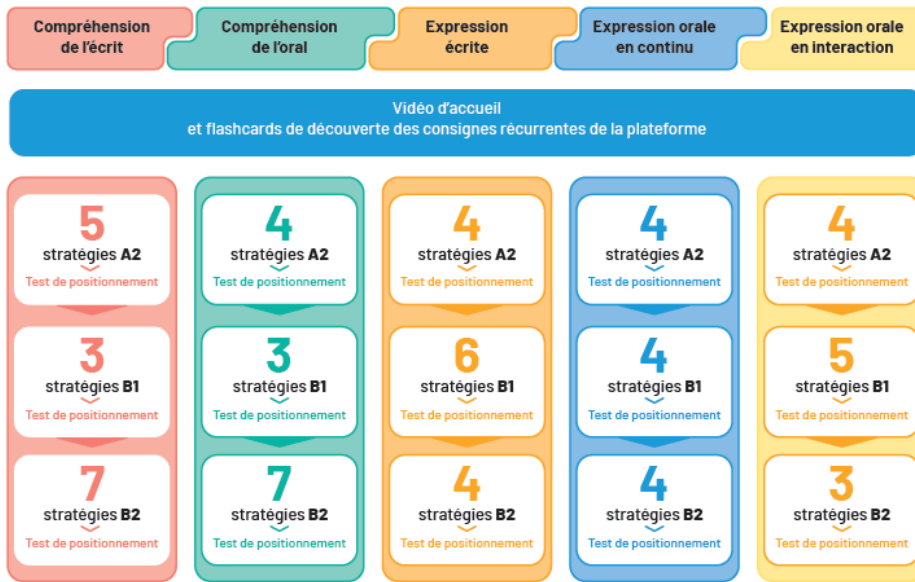 Compréhension
de l'écrit
Compréhension
de l'oral
Expression
écrite
Expression orale
en continu
Expression orale
en interaction
Vidéo d'accueil
et flashcards de découverte des consignes récurrentes de la plateforme
5
stratégies A2
Test de positionnement
3
stratégies B1
Test de positionnement
7
stratégies B2
Test de positionnement
4
stratégies A2
Test de positionnement
3
stratégies B1
Test de positionnement
7
stratégies B2
Test de positionnement
4
stratégies A2
Test de positionnement
6
stratégies B1
Test de positionnement
4
stratégies B2
Test de positionnement
4
stratégies A2
Test de positionnement
4
stratégies B1
Test de positionnement
4
stratégies B2
Test de positionnement
4
stratégies A2
Test de positionnement
5
stratégies B1
Test de positionnement
3
stratégies B2
Test de positionnement